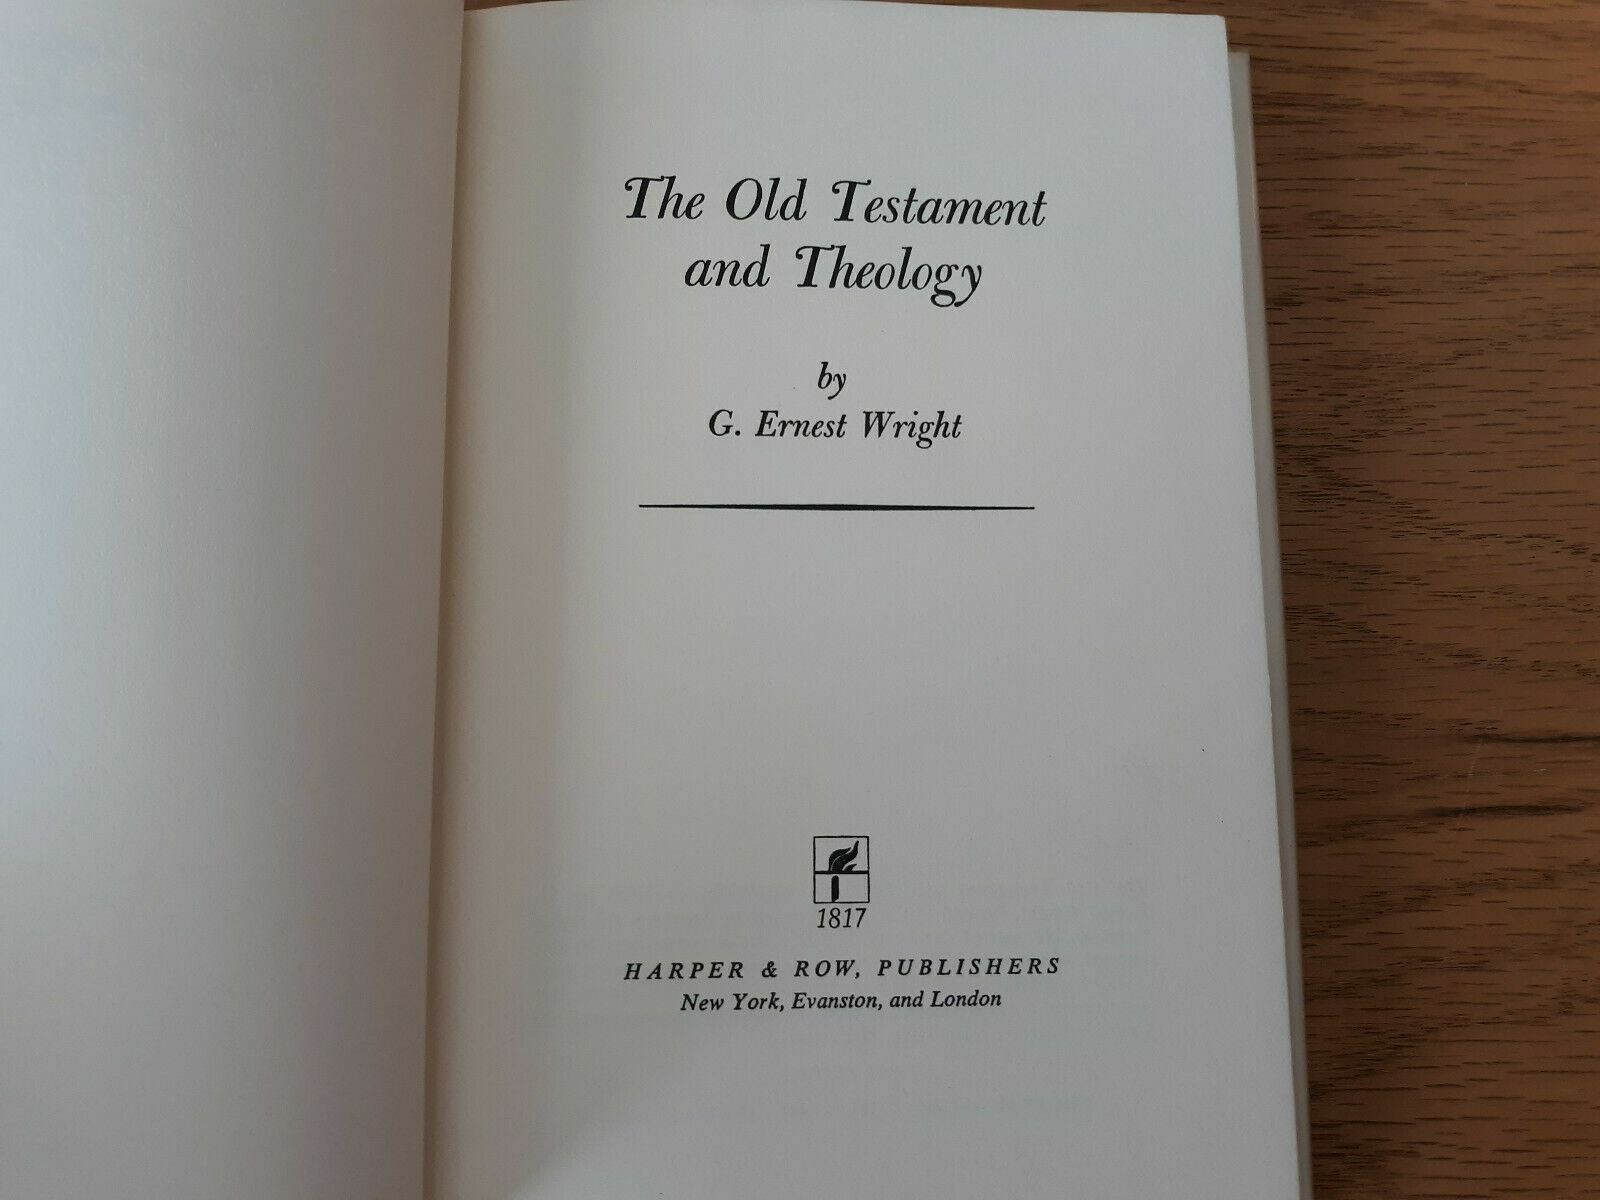 The Old Testament
and Theology
by
G. Ernest Wright
1817
HARPER & ROW, PUBLISHERS
New York, Evanston, and London